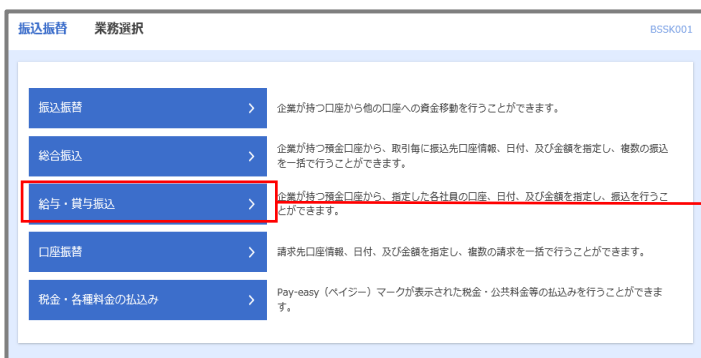 振込振替 業務選択 BSSK001
振込振替 企業が持つ口座から他の口座への資金移動を行うことができます。
総合振込 企業が持つ預金口座から、取引毎に振込先口座情報、日付、及び金額を指定し、複数の振込
を一括で行うことができます。
給与・賞与振込 企業が持つ預金口座から、指定した各社員の口座、日付、及び金額を指定し、振込を行うこ
とができます。
口座振替 請求先口座情報、日付、及び金額を指定し、複数の請求を一括で行うことができます。
税金・各種料金の払込み Pay-easy（ペイジー）マークが表示された税金・公共料金等の払込みを行うことができま
す。